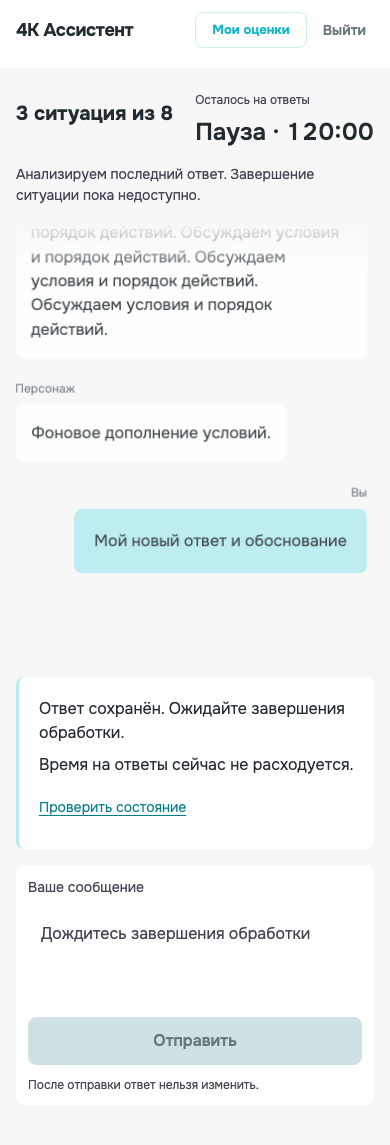 4К Ассистент
Мои оценки
Выйти
3 ситуация из 8
Осталось на ответы
Пауза · 120:00
Анализируем последний ответ. Завершение
ситуации пока недоступно.
порядок действий. Обсуждаем условия
и порядок действий. Обсуждаем
условия и порядок действий.
Обсуждаем условия и порядок
действий.
Персонаж
Фоновое дополнение условий.
Вы
Мой новый ответ и обоснование
Ответ сохранён. Ожидайте завершения
обработки.
Время на ответы сейчас не расходуется.
Проверить состояние
Ваше сообщение
Дождитесь завершения обработки
Отправить
После отправки ответ нельзя изменить.